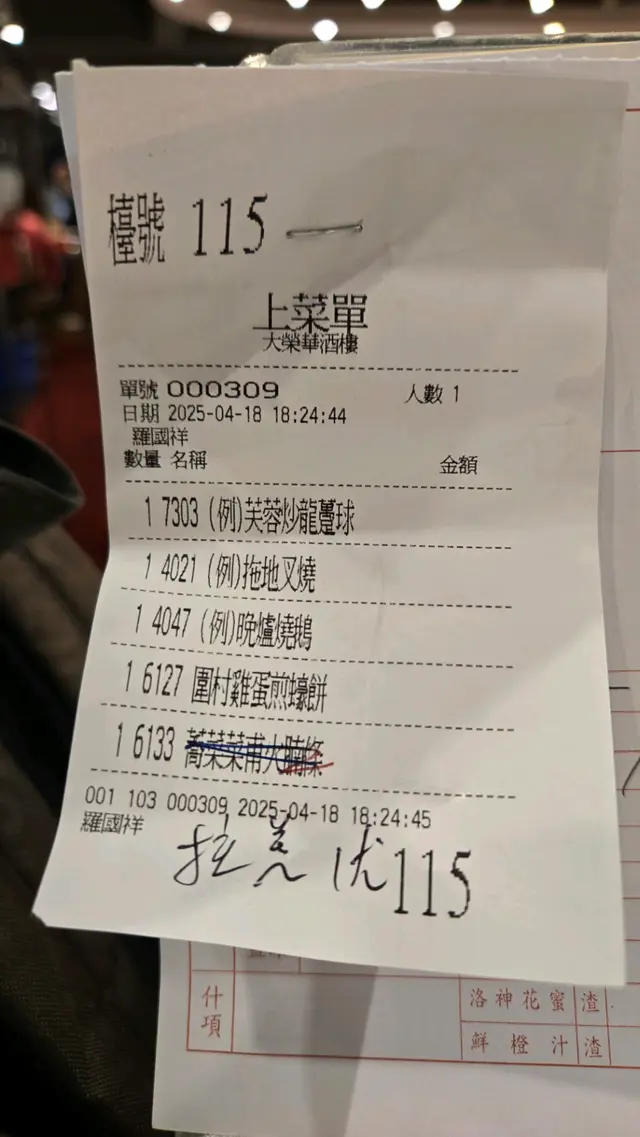 檯號 115
上菜單
大榮華酒樓
單號 000309 人數 1
日期 2025-04-18 18:24:44
羅國祥
數量 名稱 金額
1 7303 (例)芙蓉炒龍躉球
1 4021 (例)拖地叉燒
1 4047 (例)晚爐燒鵝
1 6127 圍村雞蛋煎蠔餅
1 6133
001 103 000309 2025-04-18 18:24:45
羅國祥
115
什項
洛神花蜜 渣
鮮橙汁 渣